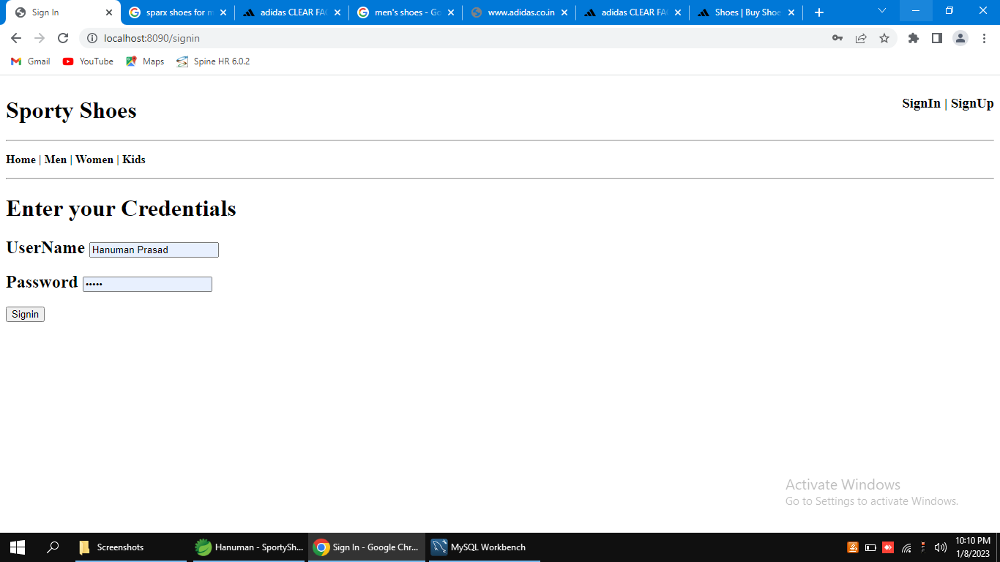 Sign In
sparx shoes for m
adidas CLEAR FA
men's shoes - Go
www.adidas.co.in
adidas CLEAR FA
Shoes | Buy Shoe
localhost:8090/signin
Gmail
YouTube
Maps
Spine HR 6.0.2
Sporty Shoes
SignIn | SignUp
Home | Men | Women | Kids
Enter your Credentials
UserName Hanuman Prasad
Password •••••
Signin
Activate Windows
Go to Settings to activate Windows.
Screenshots
Hanuman - SportySh...
Sign In - Google Chr...
MySQL Workbench
10:10 PM
1/8/2023